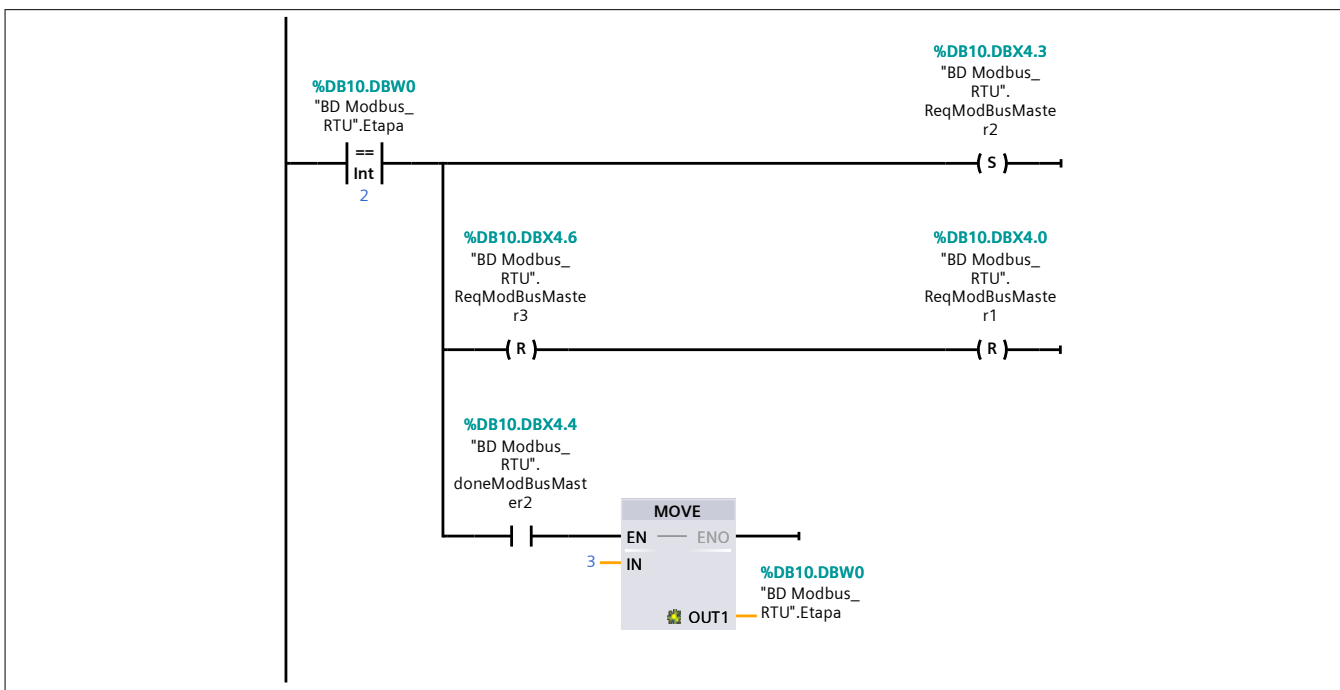 %DB10.DBX4.3
"BD Modbus_
RTU".
ReqModBusMaste
r2
%DB10.DBW0
"BD Modbus_
RTU".Etapa
==
Int
2
( S )
%DB10.DBX4.6
"BD Modbus_
RTU".
ReqModBusMaste
r3
( R )
%DB10.DBX4.0
"BD Modbus_
RTU".
ReqModBusMaste
r1
( R )
%DB10.DBX4.4
"BD Modbus_
RTU".
doneModBusMast
er2
MOVE
EN ENO
3 IN
OUT1
%DB10.DBW0
"BD Modbus_
RTU".Etapa